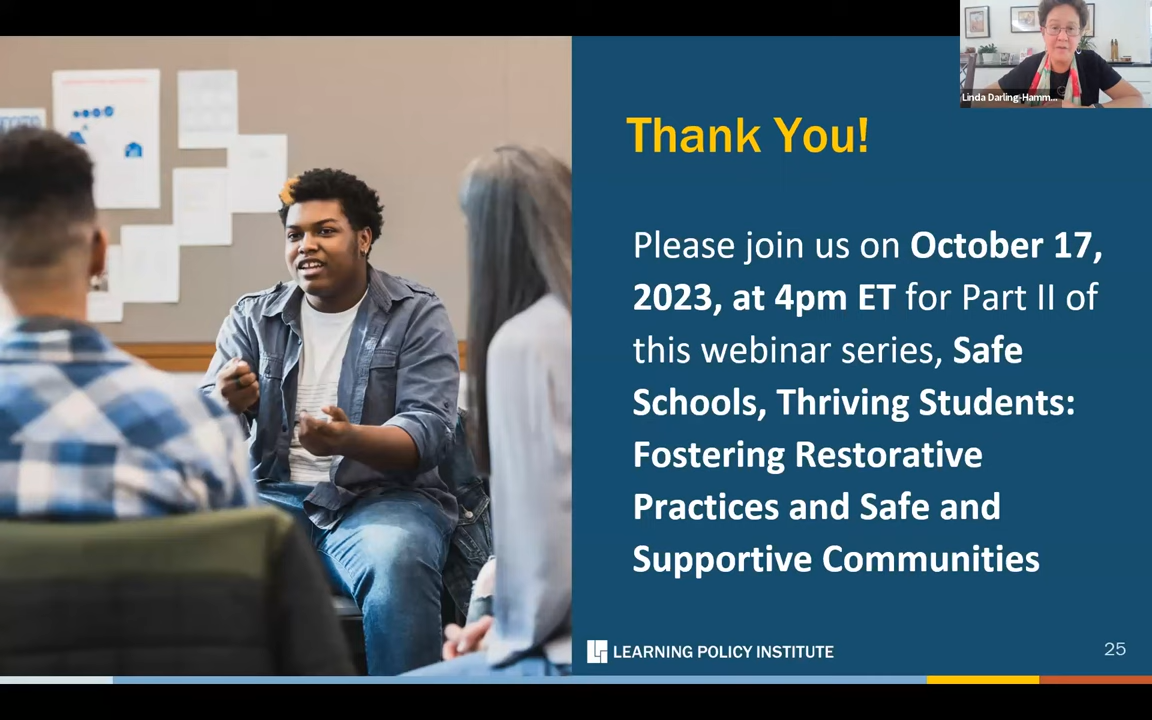 Linda Darling-Hamm...
Thank You!
Please join us on October 17,
2023, at 4pm ET for Part II of
this webinar series, Safe
Schools, Thriving Students:
Fostering Restorative
Practices and Safe and
Supportive Communities
LEARNING POLICY INSTITUTE
25